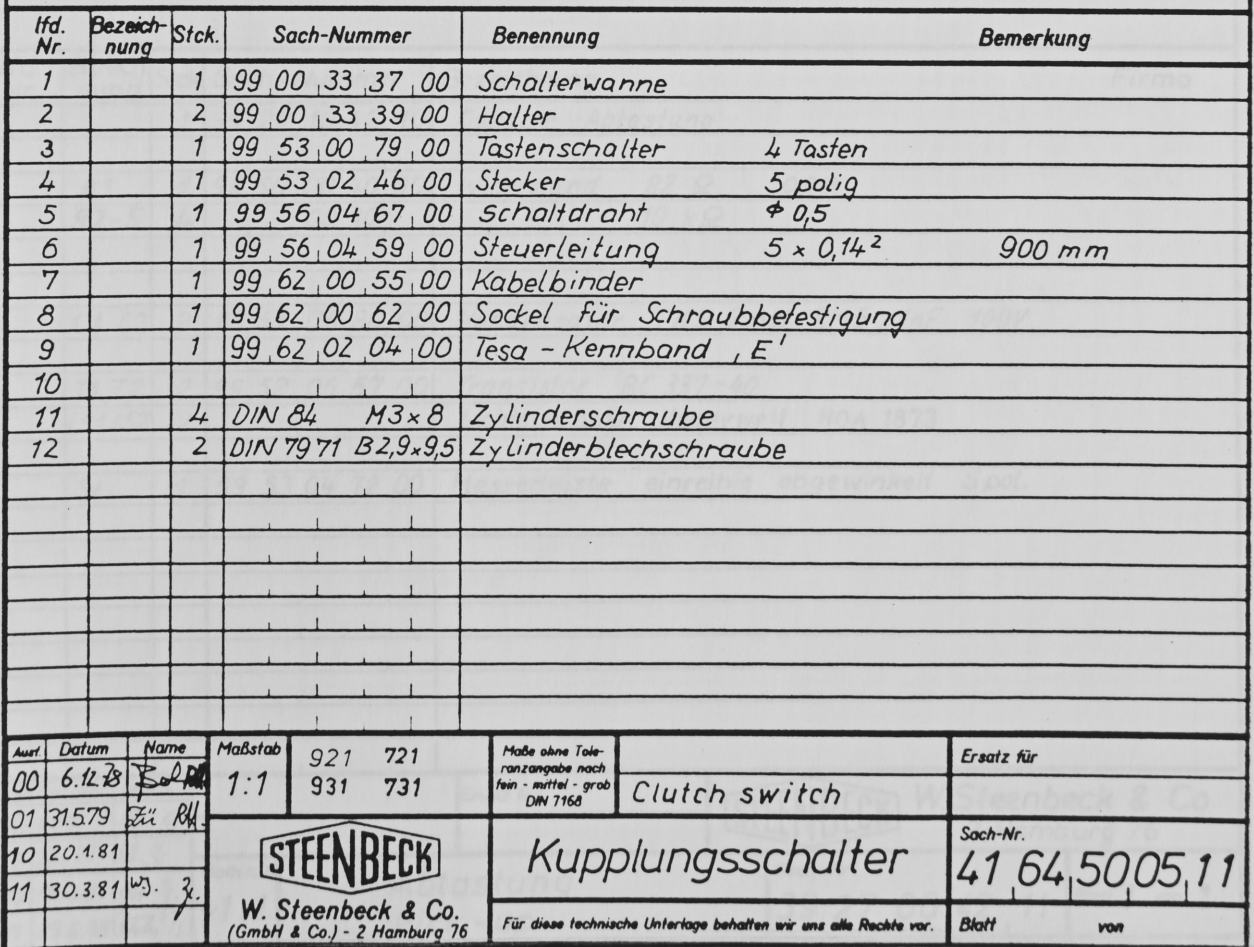 lfd. Nr. Bezeich-nung Stck. Sach-Nummer Benennung Bemerkung
1 1 99 00 33 37 00 Schalterwanne
2 2 99 00 33 39 00 Halter
3 1 99 53 00 79 00 Tastenschalter 4 Tasten
4 1 99 53 02 46 00 Stecker 5 polig
5 1 99 56 04 67 00 Schaltdraht ϕ 0,5
6 1 99 56 04 59 00 Steuerleitung 5 × 0,14² 900 mm
7 1 99 62 00 55 00 Kabelbinder
8 1 99 62 00 62 00 Sockel für Schraubbefestigung
9 1 99 62 02 04 00 Tesa - Kennband ‚E'
10
11 4 DIN 84 M3×8 Zylinderschraube
12 2 DIN 7971 B2,9×9,5 Zylinderblechschraube
Ausf. Datum Name
00 6.12.78
01 31.5.79
10 20.1.81
11 30.3.81
Maßstab
1:1
921 721
931 731
STEENBECK
W. Steenbeck & Co.
(GmbH & Co.) - 2 Hamburg 76
Maße ohne Tole-
ranzangabe nach
fein - mittel - grob
DIN 7168
Clutch switch
Kupplungsschalter
Für diese technische Unterlage behalten wir uns alle Rechte vor.
Ersatz für
Sach-Nr.
41 64 50 05 11
Blatt von